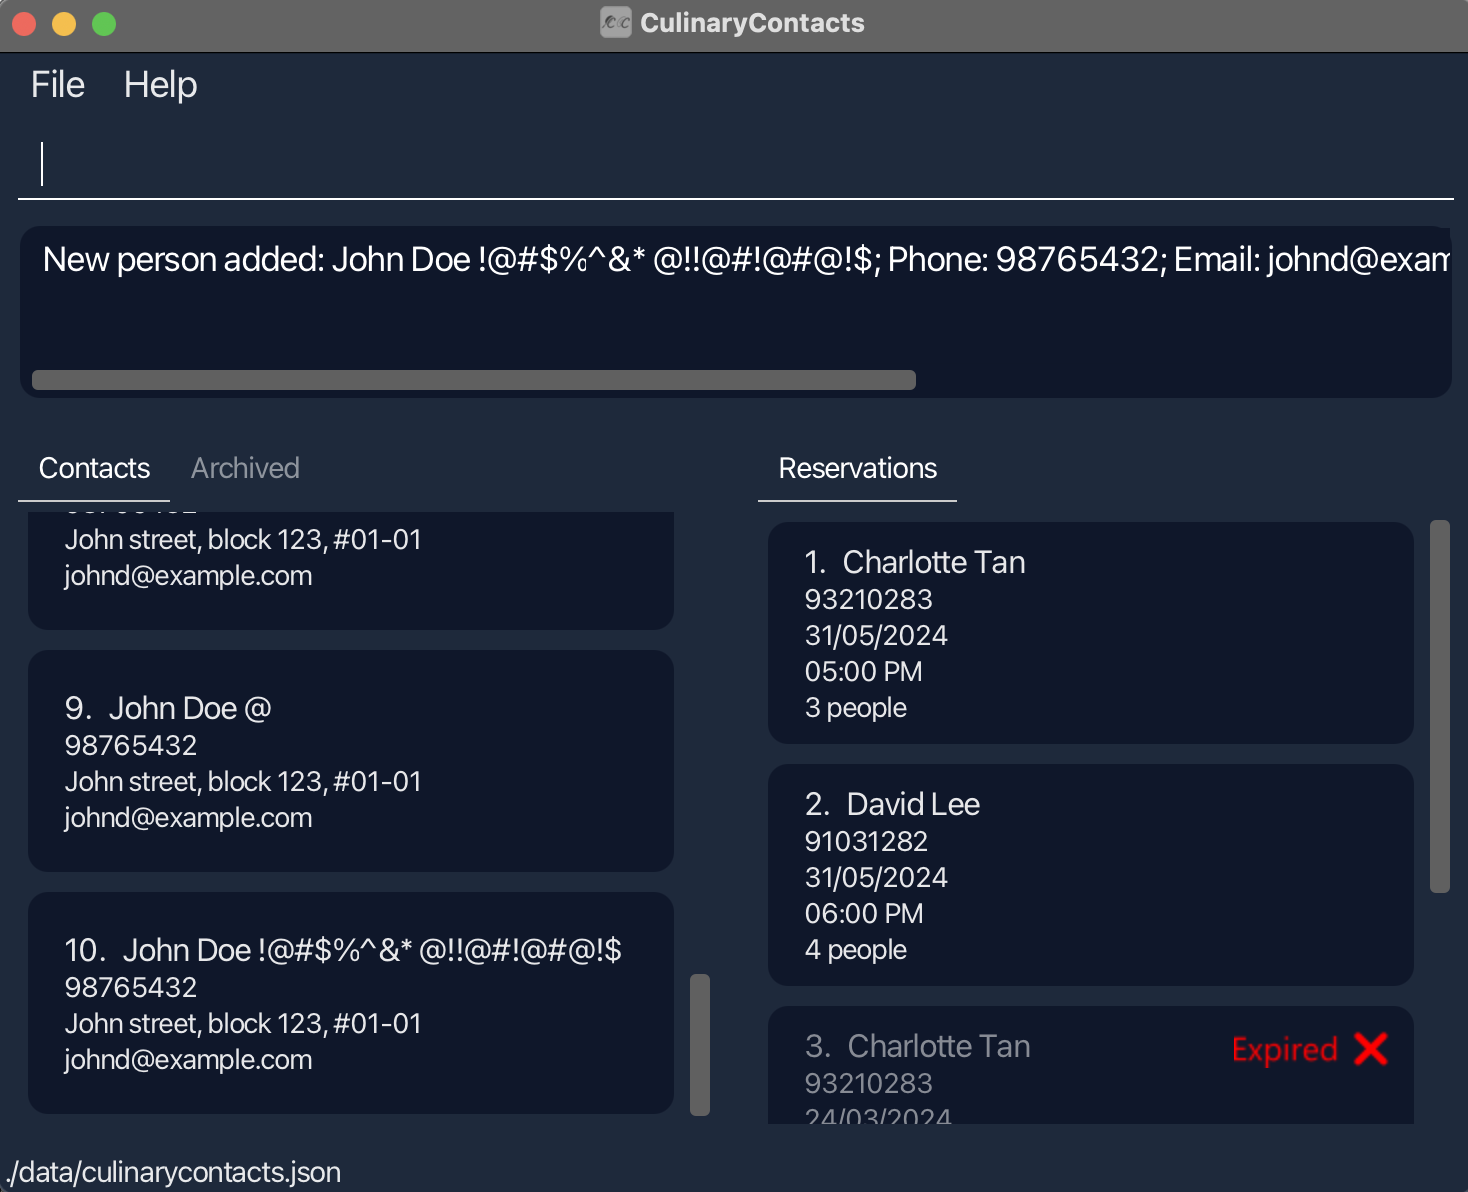 CulinaryContacts
File Help
New person added: John Doe !@#$%^&* @!!@#!@#@!$; Phone: 98765432; Email: johnd@exam
Contacts Archived
John street, block 123, #01-01
johnd@example.com
9. John Doe @
98765432
John street, block 123, #01-01
johnd@example.com
10. John Doe !@#$%^&* @!!@#!@#@!$
98765432
John street, block 123, #01-01
johnd@example.com
Reservations
1. Charlotte Tan
93210283
31/05/2024
05:00 PM
3 people
2. David Lee
91031282
31/05/2024
06:00 PM
4 people
3. Charlotte Tan
Expired
93210283
24/03/2024
./data/culinarycontacts.json